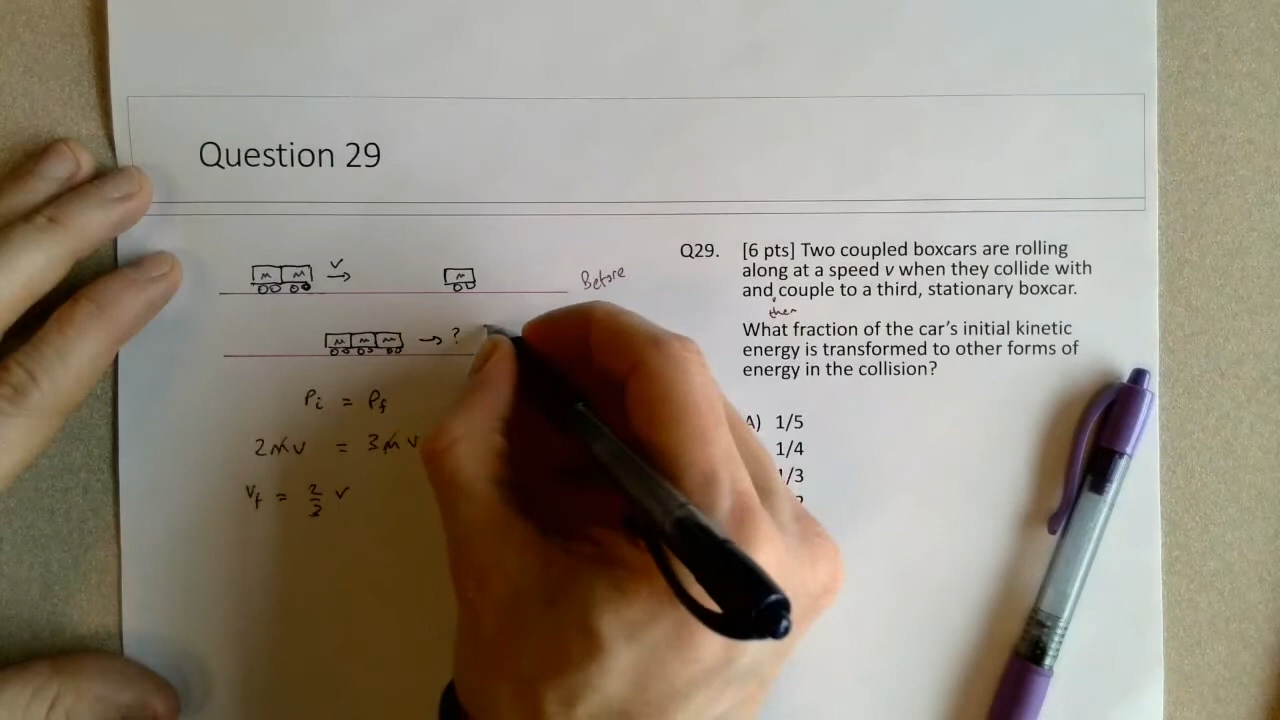 Question 29
M M v →
M
Before
M M M → ?
Pi = Pf
2mv = 3mv
vf = 2/3 v
Q29. [6 pts] Two coupled boxcars are rolling
along at a speed v when they collide with
and couple to a third, stationary boxcar.
then
What fraction of the car's initial kinetic
energy is transformed to other forms of
energy in the collision?
A) 1/5
1/4
1/3